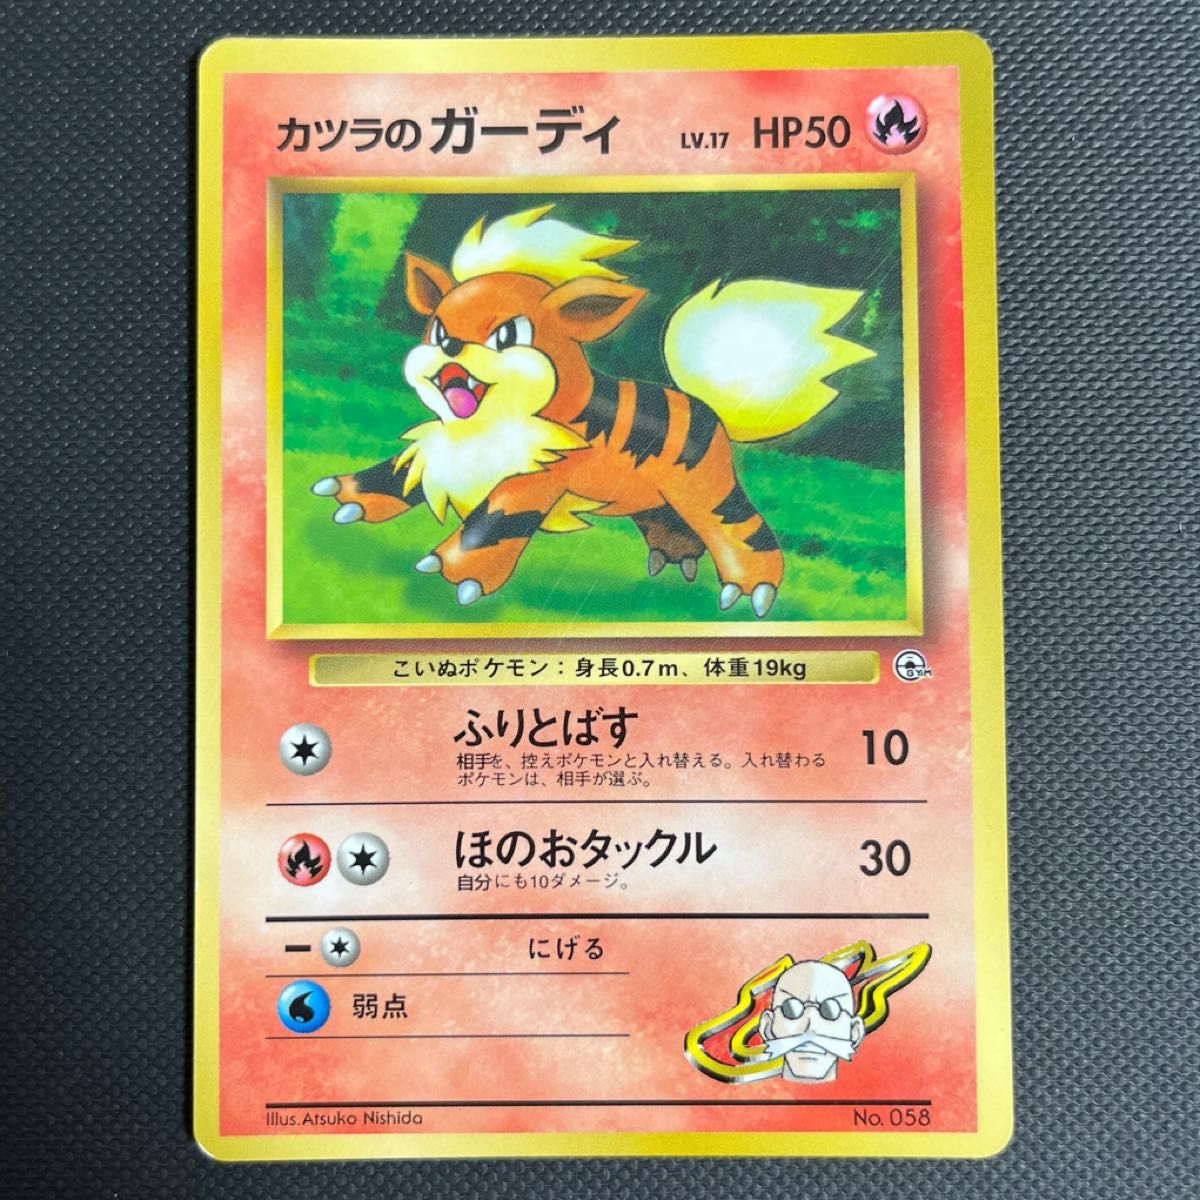 カツラのガーディ LV.17 HP50
こいぬポケモン：身長0.7m、体重19kg
GYM
ふりとばす 10
相手を、控えポケモンと入れ替える。入れ替わる
ポケモンは、相手が選ぶ。
ほのおタックル 30
自分にも10ダメージ。
にげる
弱点
Illus. Atsuko Nishida No. 058